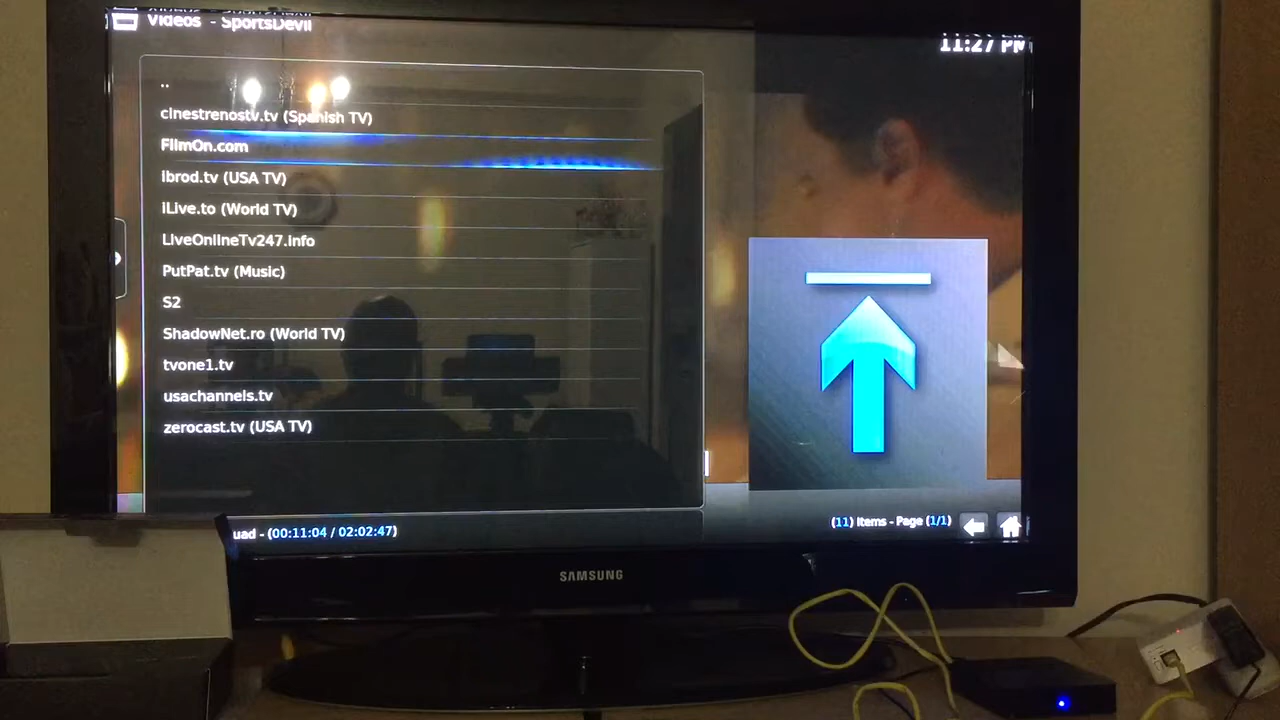 Videos - SportsDevil
11:27 PM
..
cinestrenostv.tv (Spanish TV)
FilmOn.com
ibrod.tv (USA TV)
iLive.to (World TV)
LiveOnlineTv247.info
PutPat.tv (Music)
S2
ShadowNet.ro (World TV)
tvone1.tv
usachannels.tv
zerocast.tv (USA TV)
uad - (00:11:04 / 02:02:47)
(11) Items - Page (1/1)
SAMSUNG